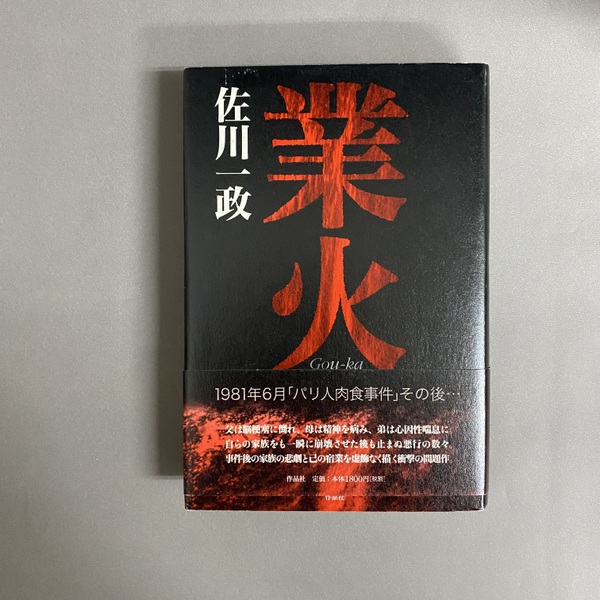 業火
佐川一政
Gou-ka
1981年6月「パリ人肉食事件」その後…
父は脳梗塞に倒れ、母は精神を病み、弟は心因性喘息に
自らの家族をも一瞬に崩壊させた後も止まぬ悪行の数々
事件後の家族の悲劇と己の宿業を虚飾なく描く衝撃の問題作
作品社 定価:本体1800円[税別]
作品社